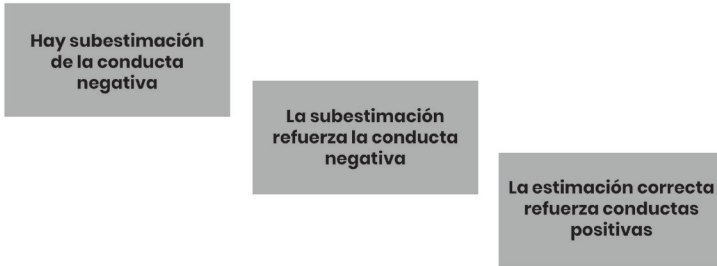 Hay subestimación
de la conducta
negativa
La subestimación
refuerza la conducta
negativa
La estimación correcta
refuerza conductas
positivas